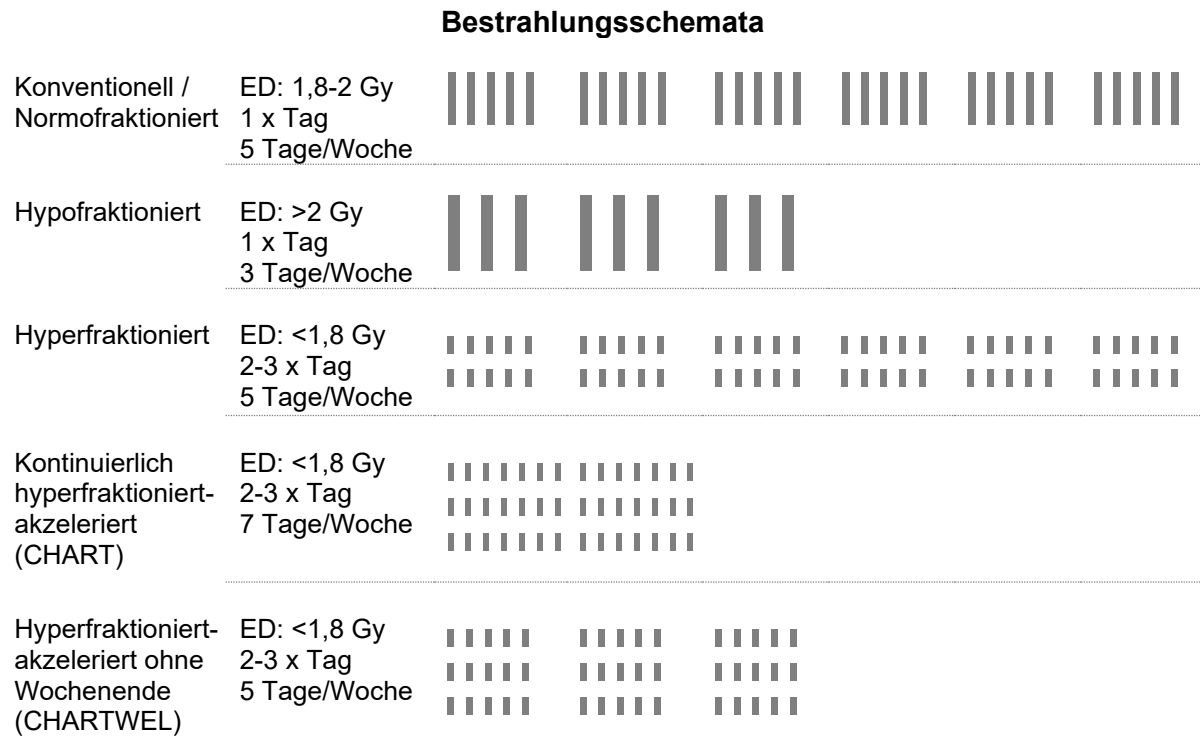 Bestrahlungsschemata
Konventionell /
Normofraktioniert
ED: 1,8-2 Gy
1 x Tag
5 Tage/Woche
Hypofraktioniert
ED: >2 Gy
1 x Tag
3 Tage/Woche
Hyperfraktioniert
ED: <1,8 Gy
2-3 x Tag
5 Tage/Woche
Kontinuierlich
hyperfraktioniert-
akzeleriert
(CHART)
ED: <1,8 Gy
2-3 x Tag
7 Tage/Woche
Hyperfraktioniert-
akzeleriert ohne
Wochenende
(CHARTWEL)
ED: <1,8 Gy
2-3 x Tag
5 Tage/Woche